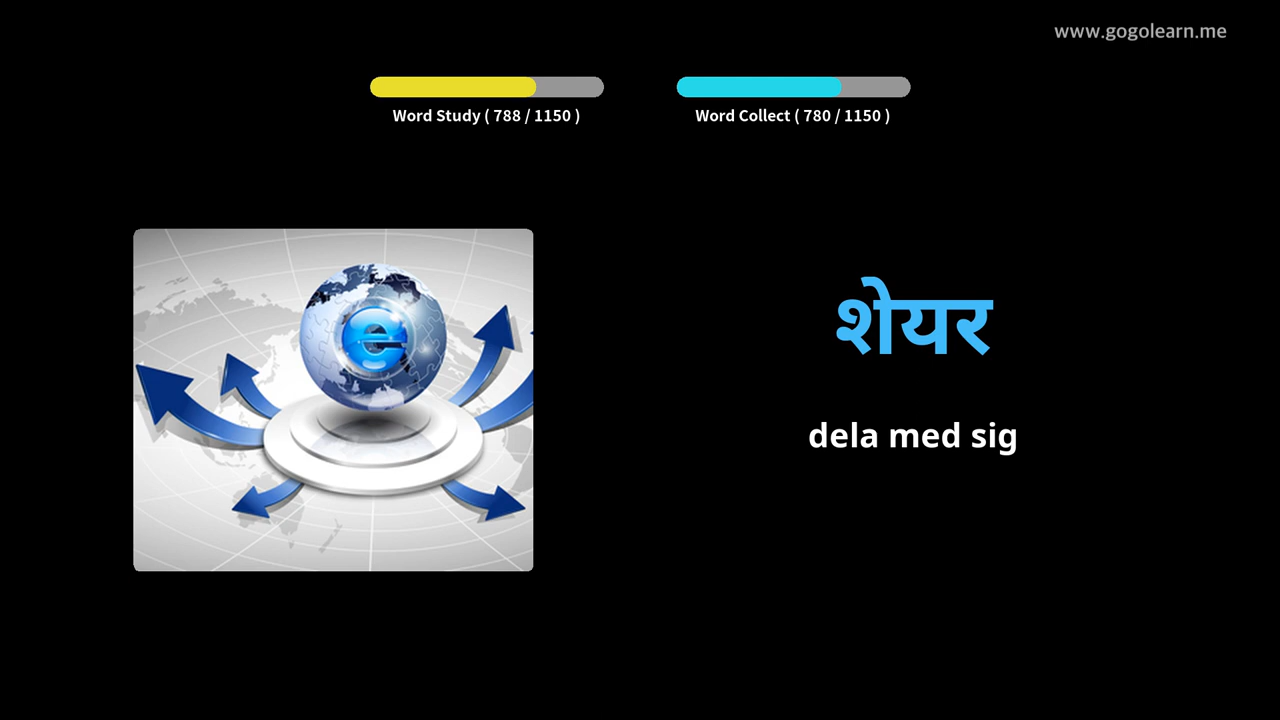 www.gogolearn.me
Word Study ( 788 / 1150 )
Word Collect ( 780 / 1150 )
e
शेयर
dela med sig